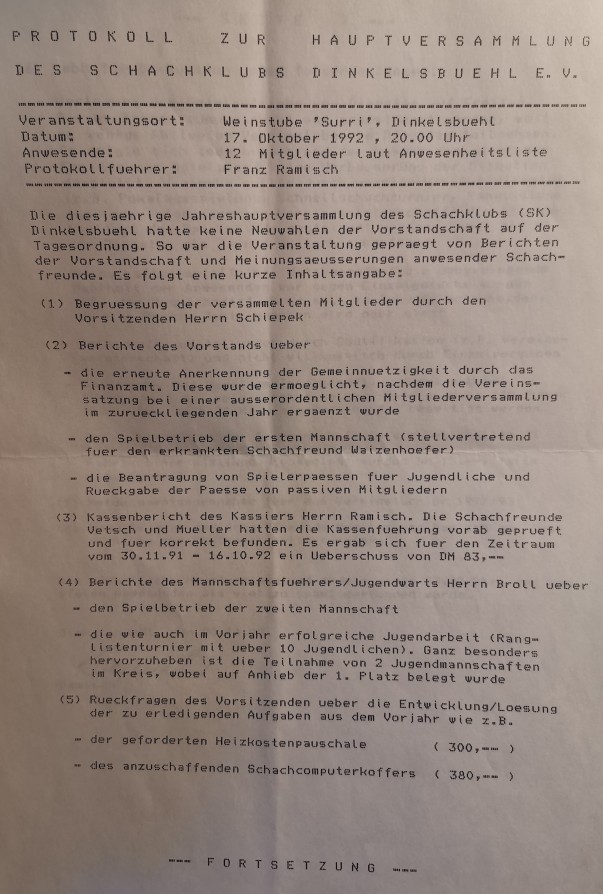 PROTOKOLL ZUR HAUPTVERSAMMLUNG
DES SCHACHKLUBS DINKELSBUEHL E.V.
Veranstaltungsort: Weinstube 'Surri', Dinkelsbuehl
Datum: 17. Oktober 1992 , 20.00 Uhr
Anwesende: 12 Mitglieder laut Anwesenheitsliste
Protokollfuehrer: Franz Ramisch
Die diesjaehrige Jahreshauptversammlung des Schachklubs (SK)
Dinkelsbuehl hatte keine Neuwahlen der Vorstandschaft auf der
Tagesordnung. So war die Veranstaltung gepraegt von Berichten
der Vorstandschaft und Meinungsaeusserungen anwesender Schach-
freunde. Es folgt eine kurze Inhaltsangabe:
(1) Begruessung der versammelten Mitglieder durch den
Vorsitzenden Herrn Schiepek
(2) Berichte des Vorstands ueber
- die erneute Anerkennung der Gemeinnuetzigkeit durch das
Finanzamt. Diese wurde ermoeglicht, nachdem die Vereins-
satzung bei einer ausserordentlichen Mitgliederversammlung
im zurueckliegenden Jahr ergaenzt wurde
- den Spielbetrieb der ersten Mannschaft (stellvertretend
fuer den erkrankten Schachfreund Waizenhoefer)
- die Beantragung von Spielerpaessen fuer Jugendliche und
Rueckgabe der Paesse von passiven Mitgliedern
(3) Kassenbericht des Kassiers Herrn Ramisch. Die Schachfreunde
Vetsch und Mueller hatten die Kassenfuehrung vorab geprueft
und fuer korrekt befunden. Es ergab sich fuer den Zeitraum
vom 30.11.91 - 16.10.92 ein Ueberschuss von DM 83,--
(4) Berichte des Mannschaftsfuehrers/Jugendwarts Herrn Broll ueber
- den Spielbetrieb der zweiten Mannschaft
- die wie auch im Vorjahr erfolgreiche Jugendarbeit (Rang-
listenturnier mit ueber 10 Jugendlichen). Ganz besonders
hervorzuheben ist die Teilnahme von 2 Jugendmannschaften
im Kreis, wobei auf Anhieb der 1. Platz belegt wurde
(5) Rueckfragen des Vorsitzenden ueber die Entwicklung/Loesung
der zu erledigenden Aufgaben aus dem Vorjahr wie z.B.
- der geforderten Heizkostenpauschale ( 300,-- )
- des anzuschaffenden Schachcomputerkoffers ( 380,-- )
--- FORTSETZUNG ---